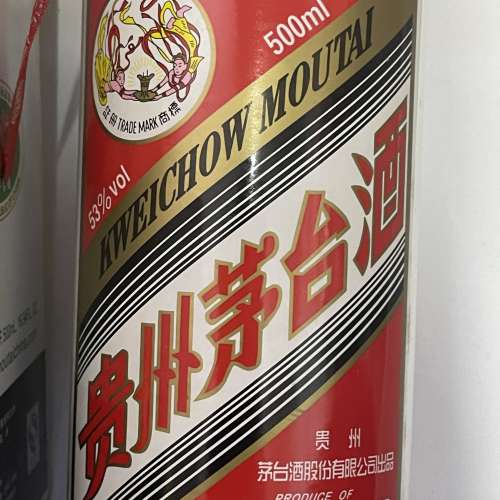 500ml
註册 TRADE MARK 商標
53%vol
KWEICHOW MOUTAI
贵州茅台酒
贵 州
茅台酒股份有限公司出品
PRODUCE OF